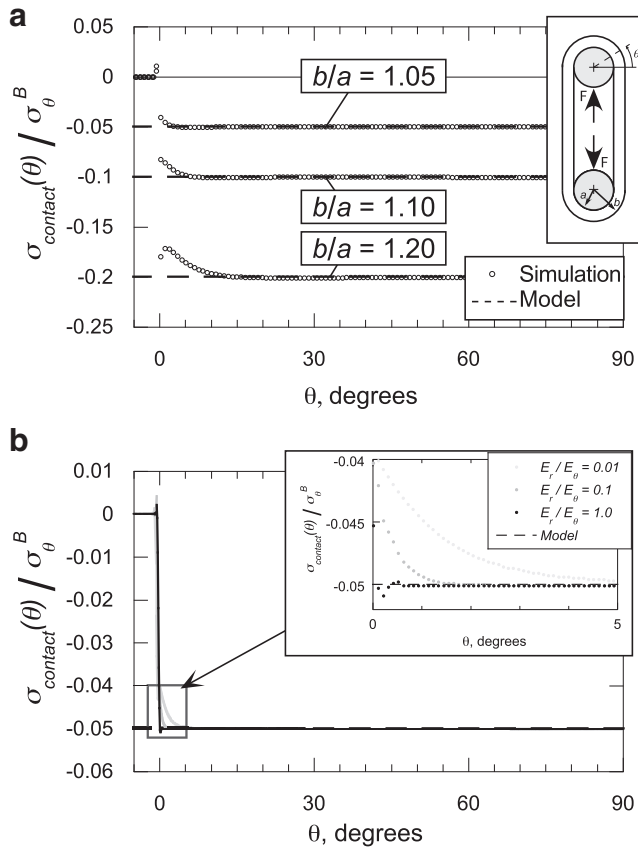 a
0.05
0
-0.05
-0.1
-0.15
-0.2
-0.25
σcontact(θ) / σθ^B
b/a = 1.05
b/a = 1.10
b/a = 1.20
θ
F
F
a
b
Simulation
Model
0 30 60 90
θ, degrees
b
0.01
0
-0.01
-0.02
-0.03
-0.04
-0.05
-0.06
σcontact(θ) / σθ^B
-0.04
-0.045
-0.05
σcontact(θ) / σθ^B
Er / Eθ = 0.01
Er / Eθ = 0.1
Er / Eθ = 1.0
Model
0 5
θ, degrees
0 30 60 90
θ, degrees